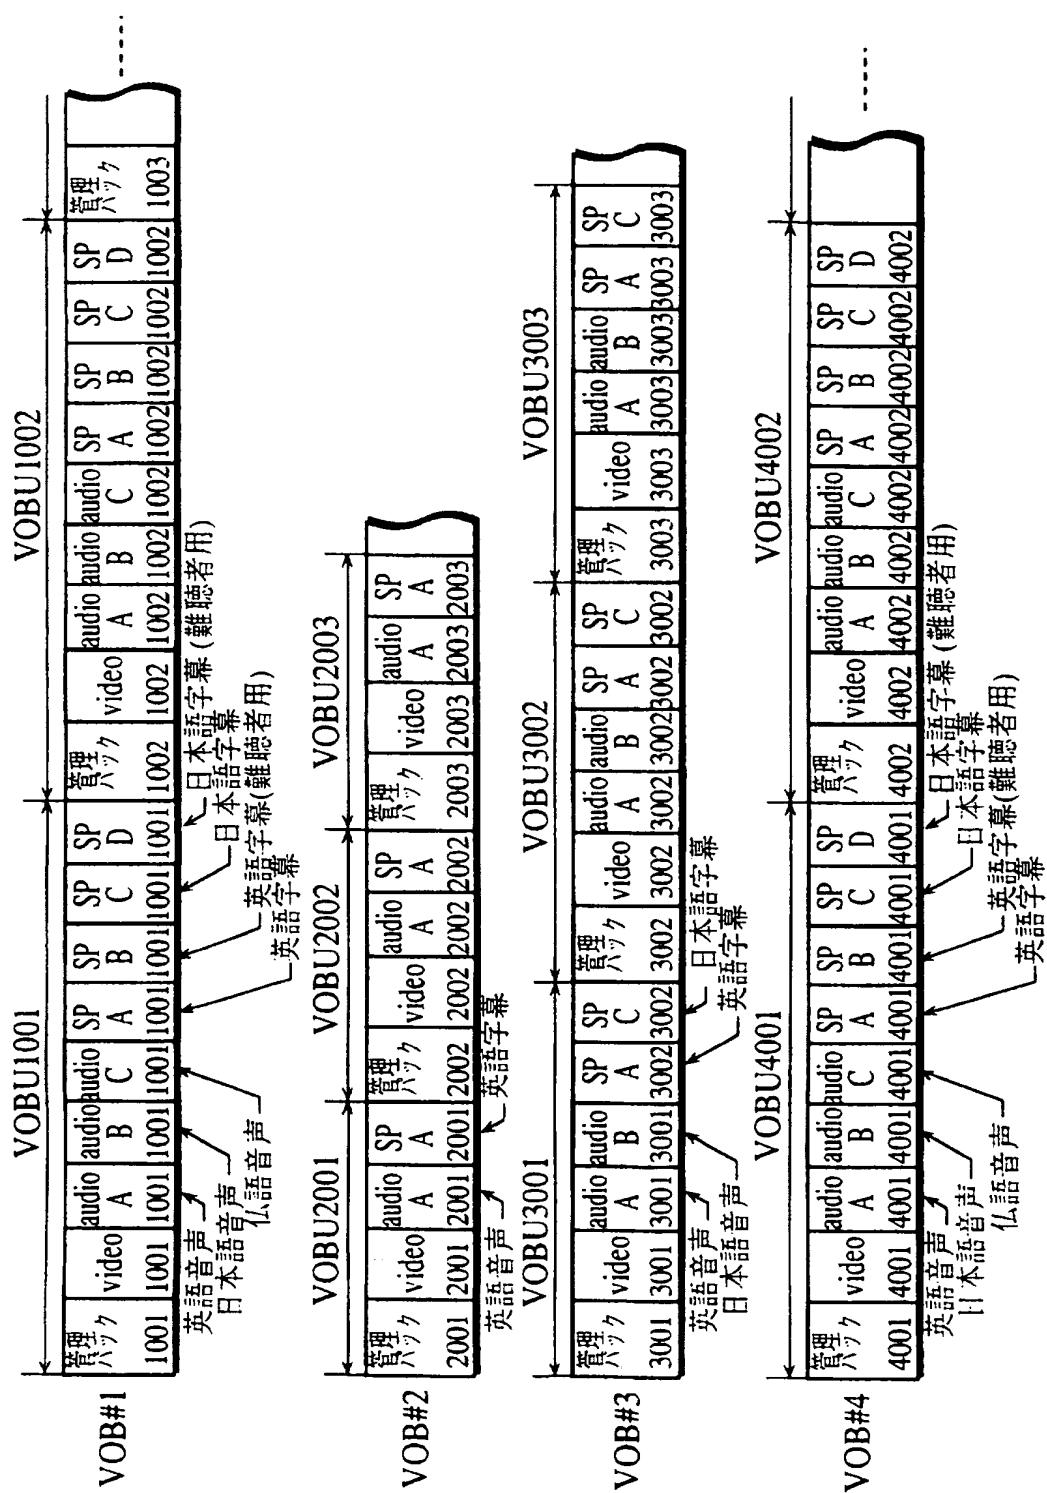 VOB#1
VOBU1001
VOBU1002
管理パック 1001
video 1001
audio A 1001
audio B 1001
audio C 1001
SP A 1001
SP B 1001
SP C 1001
SP D 1001
管理パック 1002
video 1002
audio A 1002
audio B 1002
audio C 1002
SP A 1002
SP B 1002
SP C 1002
SP D 1002
管理パック 1003
英語音声
日本語音声
仏語音声
英語字幕
英語字幕(難聴者用)
日本語字幕
日本語字幕(難聴者用)
VOB#2
VOBU2001
VOBU2002
VOBU2003
管理パック 2001
video 2001
audio A 2001
SP A 2001
管理パック 2002
video 2002
audio A 2002
SP A 2002
管理パック 2003
video 2003
audio A 2003
SP A 2003
英語音声
英語字幕
VOB#3
VOBU3001
VOBU3002
VOBU3003
管理パック 3001
video 3001
audio A 3001
audio B 3001
SP A 3002
SP C 3002
管理パック 3002
video 3002
audio A 3002
audio B 3002
SP A 3002
SP C 3002
管理パック 3003
video 3003
audio A 3003
audio B 3003
SP A 3003
SP C 3003
英語音声
日本語音声
英語字幕
日本語字幕
VOB#4
VOBU4001
VOBU4002
管理パック 4001
video 4001
audio A 4001
audio B 4001
audio C 4001
SP A 4001
SP B 4001
SP C 4001
SP D 4001
管理パック 4002
video 4002
audio A 4002
audio B 4002
audio C 4002
SP A 4002
SP B 4002
SP C 4002
SP D 4002
英語音声
日本語音声
仏語音声
英語字幕
英語字幕(難聴者用)
日本語字幕
日本語字幕(難聴者用)